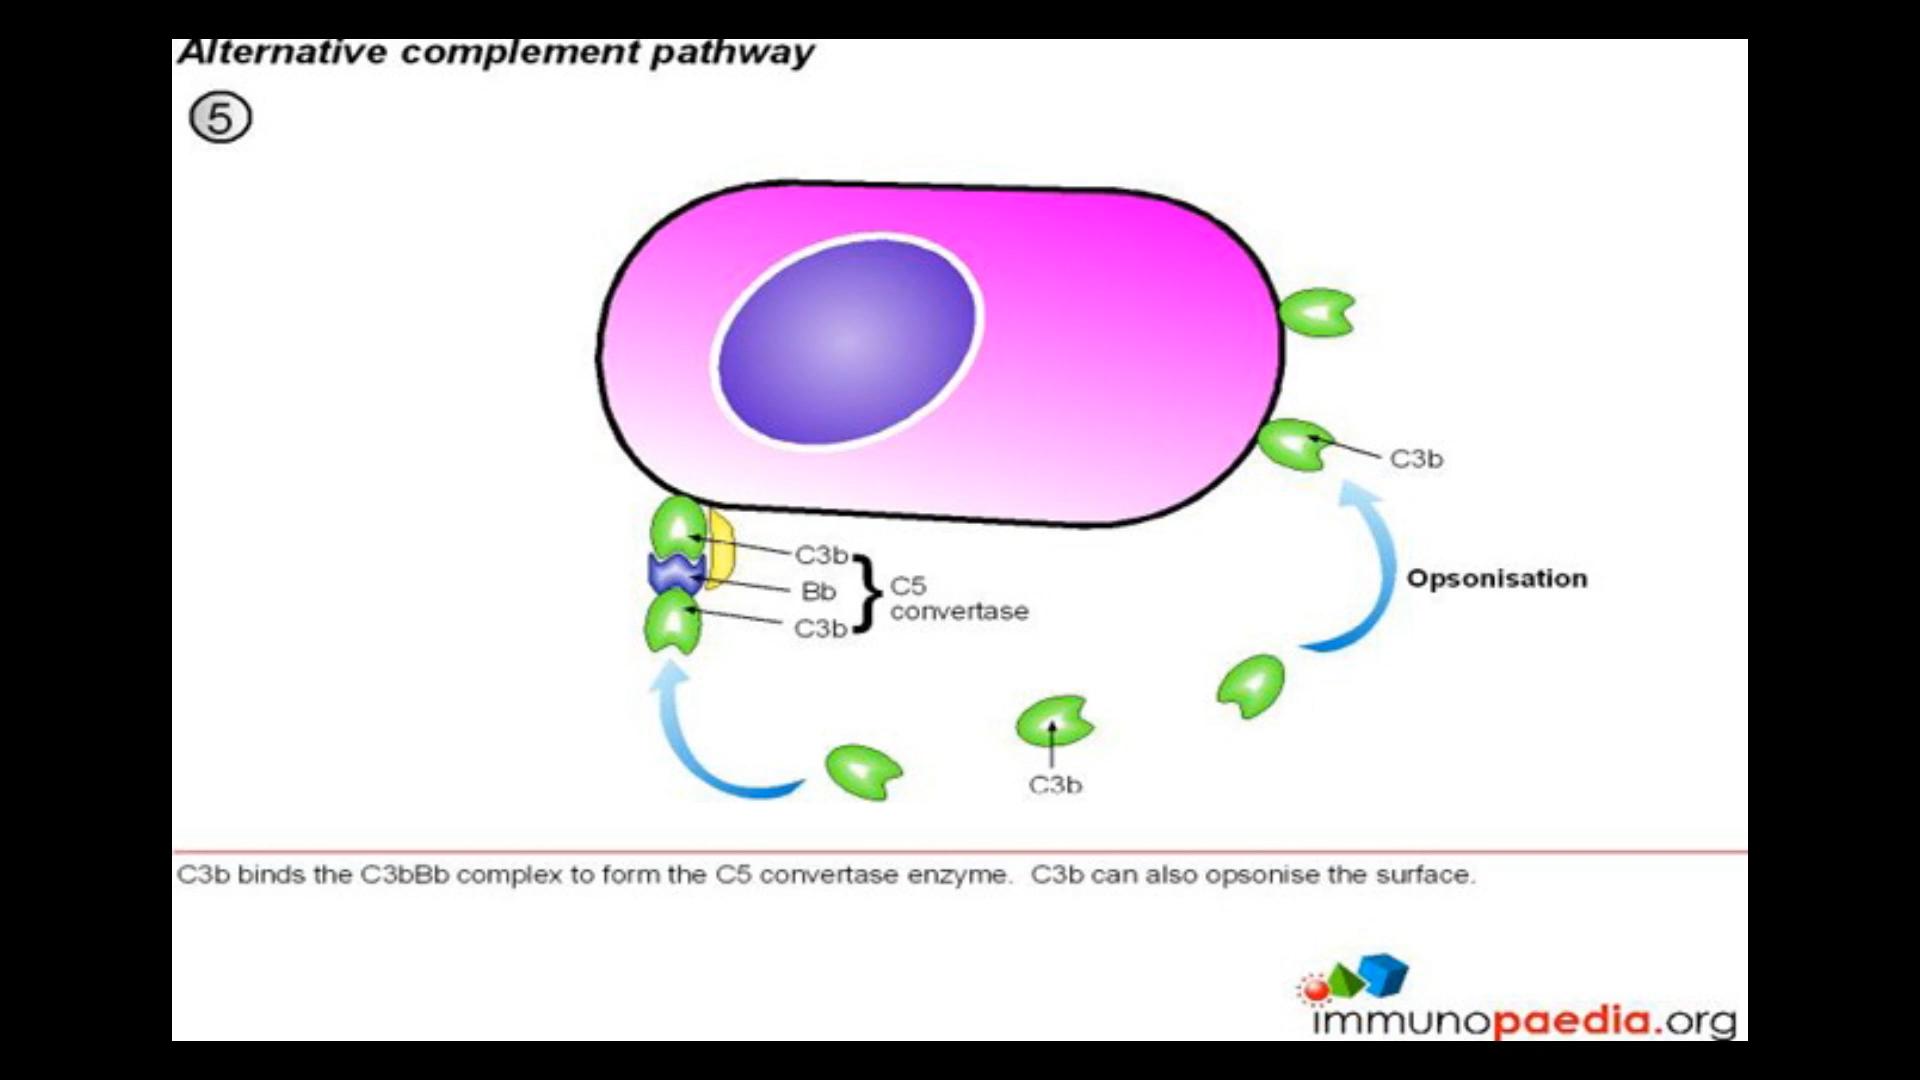 Alternative complement pathway
5
C3b
C3b
Bb
C3b
C5
convertase
Opsonisation
C3b
C3b binds the C3bBb complex to form the C5 convertase enzyme. C3b can also opsonise the surface.
immunopaedia.org